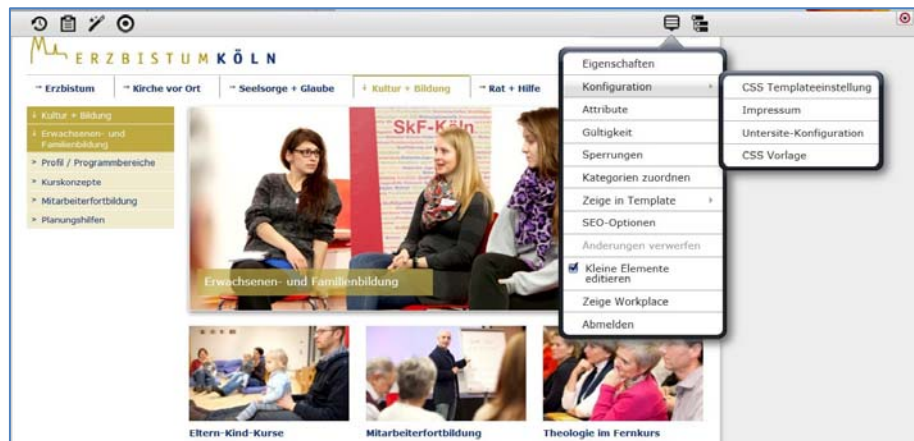 ERZBISTUMKÖLN
Erzbistum
Kirche vor Ort
Seelsorge + Glaube
Kultur + Bildung
Rat + Hilfe
Kultur + Bildung
Erwachsenen- und
Familienbildung
> Profil / Programmbereiche
> Kurskonzepte
> Mitarbeiterfortbildung
> Planungshilfen
SkF-Köln
Erwachsenen- und Familienbildung
Eigenschaften
Konfiguration
Attribute
Gültigkeit
Sperrungen
Kategorien zuordnen
Zeige in Template
SEO-Optionen
Änderungen verwerfen
Kleine Elemente
editieren
Zeige Workplace
Abmelden
CSS Templateeinstellung
Impressum
Untersite-Konfiguration
CSS Vorlage
Eltern-Kind-Kurse
Mitarbeiterfortbildung
Theologie im Fernkurs